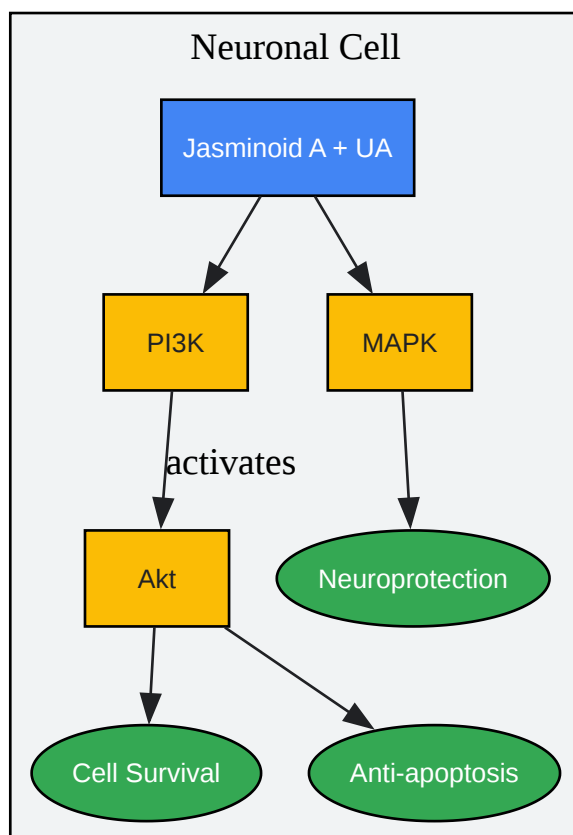 Neuronal Cell
Jasminoid A + UA
PI3K
MAPK
activates
Akt
Neuroprotection
Cell Survival
Anti-apoptosis